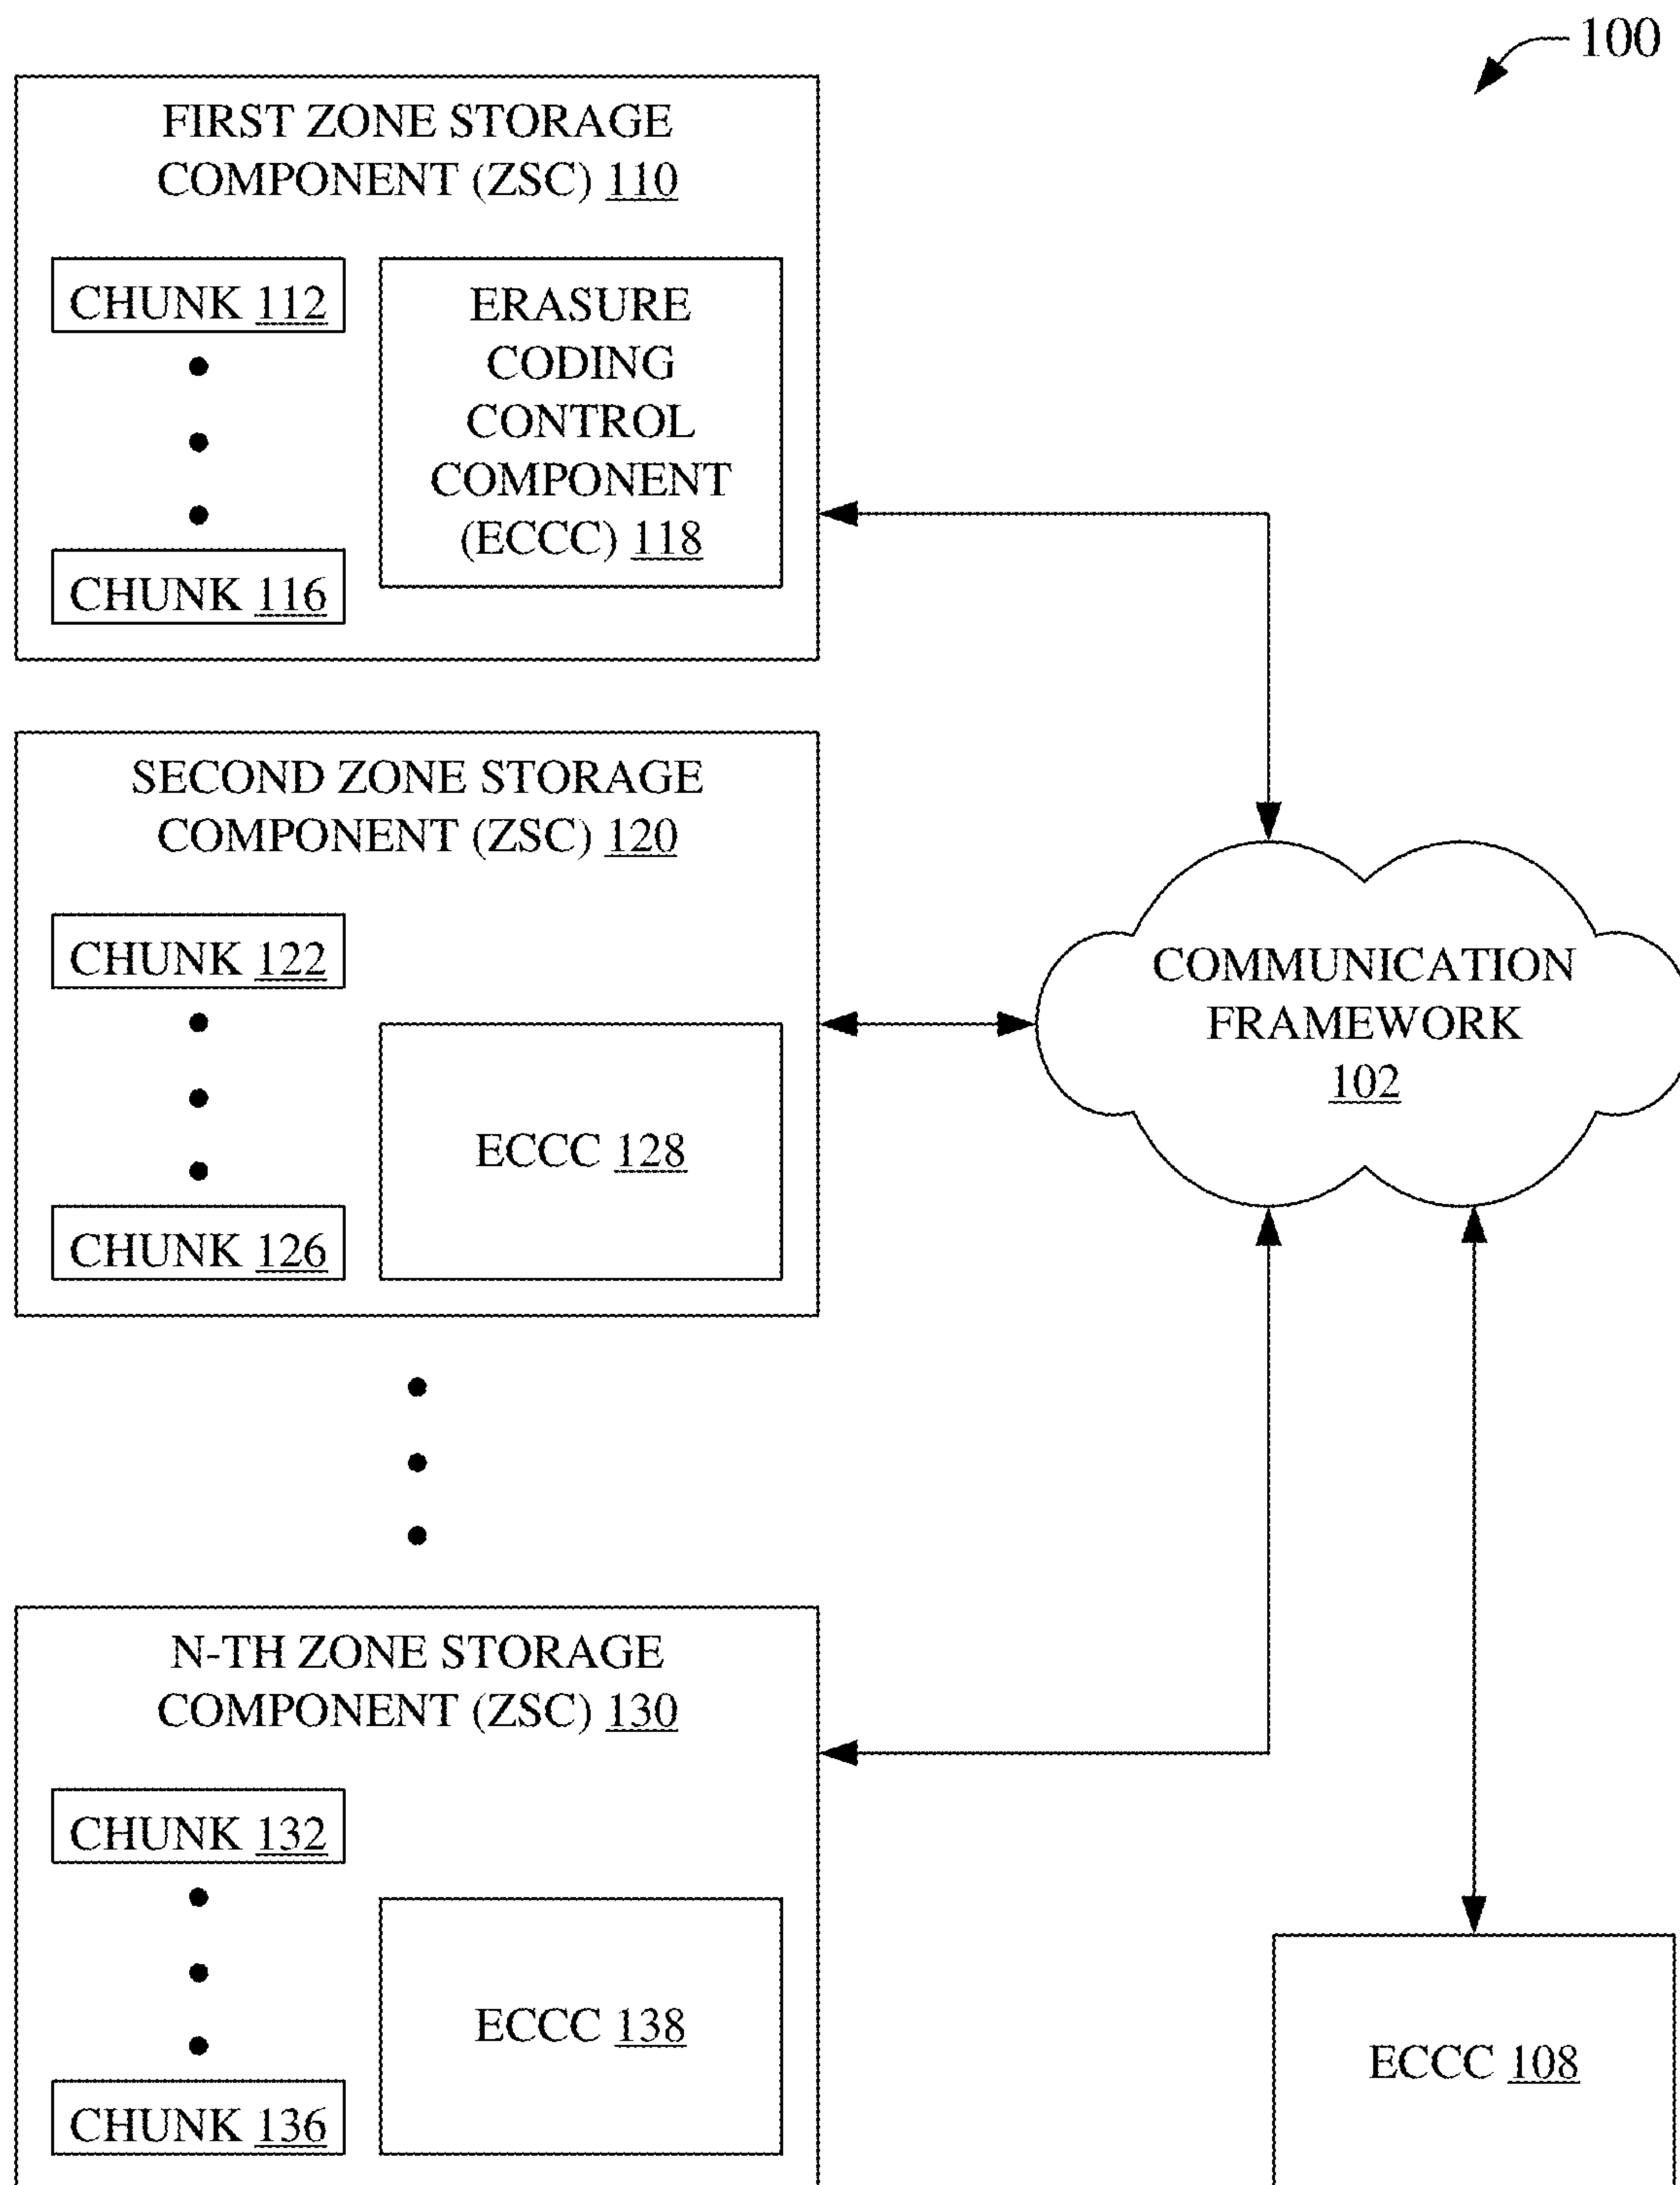 100
FIRST ZONE STORAGE
COMPONENT (ZSC) 110
CHUNK 112
CHUNK 116
ERASURE
CODING
CONTROL
COMPONENT
(ECCC) 118
SECOND ZONE STORAGE
COMPONENT (ZSC) 120
CHUNK 122
CHUNK 126
ECCC 128
COMMUNICATION
FRAMEWORK
102
N-TH ZONE STORAGE
COMPONENT (ZSC) 130
CHUNK 132
CHUNK 136
ECCC 138
ECCC 108